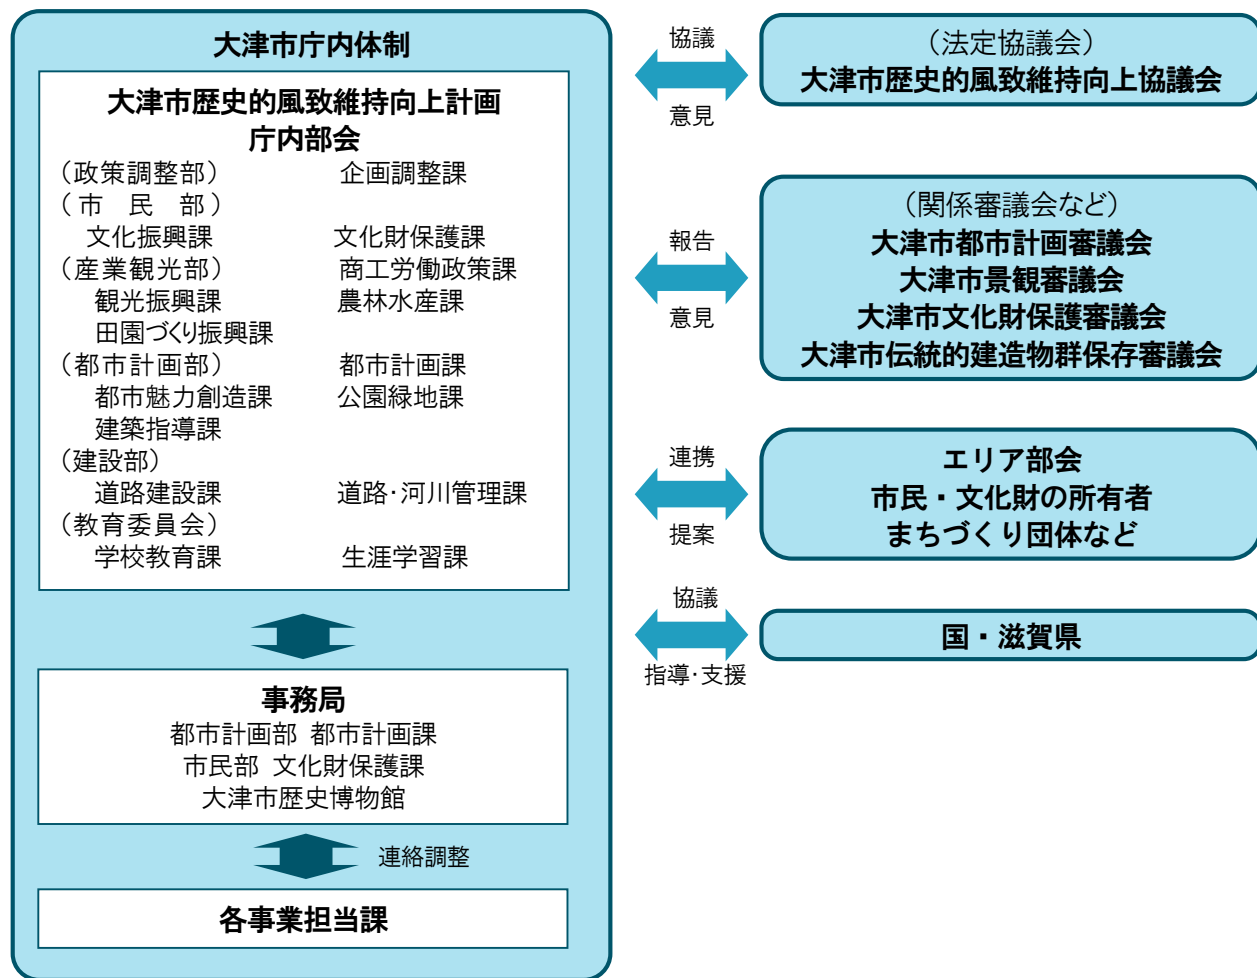 大津市庁内体制
大津市歴史的風致維持向上計画
庁内部会
（政策調整部） 企画調整課
（市 民 部）
文化振興課 文化財保護課
（産業観光部） 商工労働政策課
観光振興課 農林水産課
田園づくり振興課
（都市計画部） 都市計画課
都市魅力創造課 公園緑地課
建築指導課
（建設部）
道路建設課 道路･河川管理課
（教育委員会）
学校教育課 生涯学習課
事務局
都市計画部 都市計画課
市民部 文化財保護課
大津市歴史博物館
連絡調整
各事業担当課
協議
意見
（法定協議会）
大津市歴史的風致維持向上協議会
報告
意見
（関係審議会など）
大津市都市計画審議会
大津市景観審議会
大津市文化財保護審議会
大津市伝統的建造物群保存審議会
連携
提案
エリア部会
市民・文化財の所有者
まちづくり団体など
協議
指導･支援
国・滋賀県